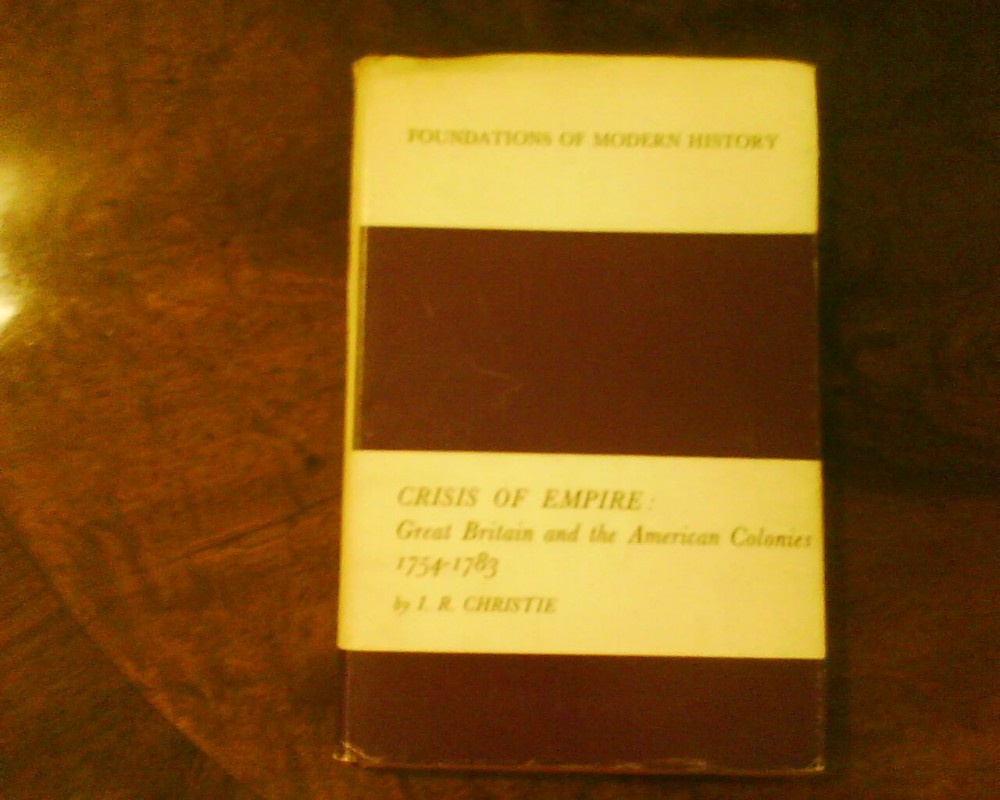 FOUNDATIONS OF MODERN HISTORY
CRISIS OF EMPIRE:
Great Britain and the American Colonies
1754-1783
by I. R. CHRISTIE